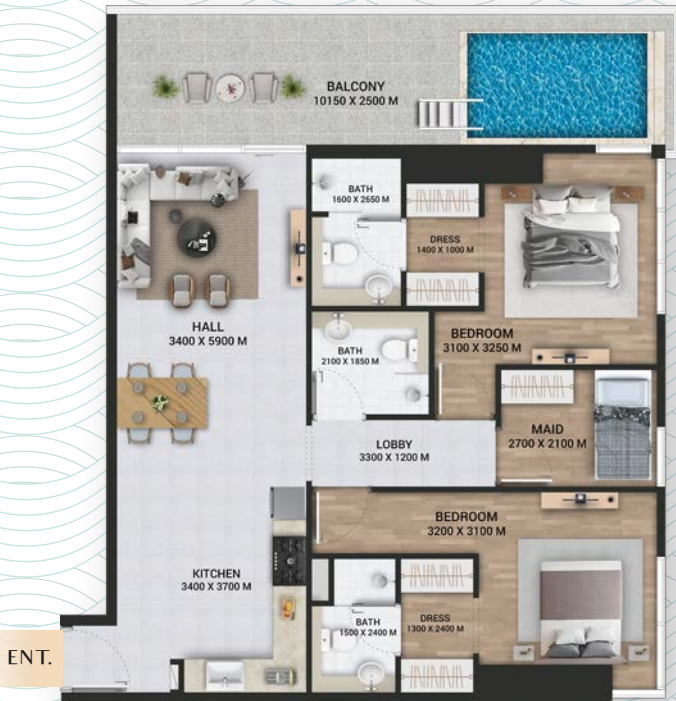 BALCONY
10150 X 2500 M
BATH
1600 X 2650 M
DRESS
1400 X 1000 M
HALL
3400 X 5900 M
BEDROOM
3100 X 3250 M
BATH
2100 X 1850 M
MAID
2700 X 2100 M
LOBBY
3300 X 1200 M
BEDROOM
3200 X 3100 M
KITCHEN
3400 X 3700 M
BATH
1500 X 2400 M
DRESS
1300 X 2400 M
ENT.